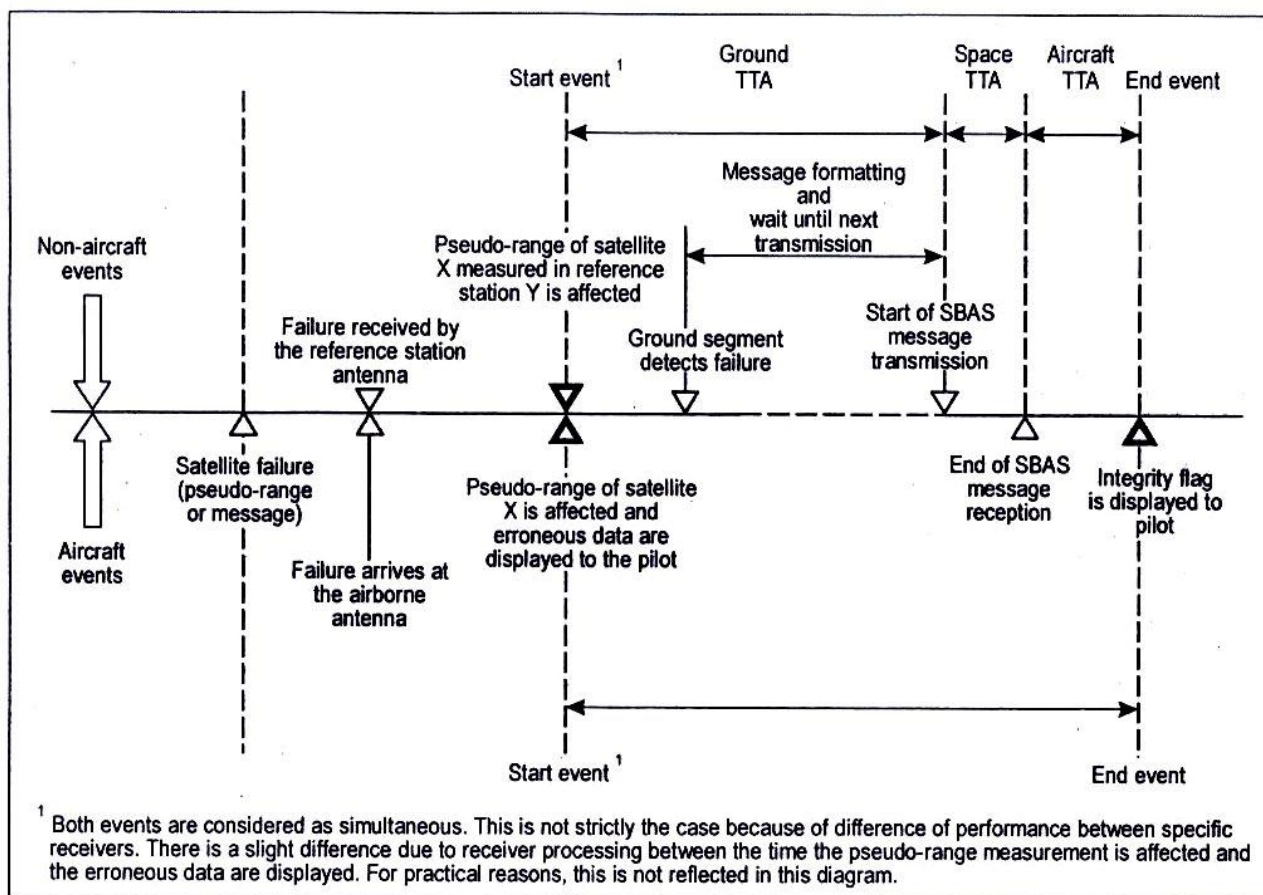 Start event 1
Ground
TTA
Space
TTA
Aircraft
TTA
End event
Message formatting
and
wait until next
transmission
Non-aircraft
events
Pseudo-range of satellite
X measured in reference
station Y is affected
Failure received by
the reference station
antenna
Ground segment
detects failure
Start of SBAS
message
transmission
Satellite failure
(pseudo-range
or message)
Aircraft
events
Failure arrives at
the airborne
antenna
Pseudo-range of satellite
X is affected and
erroneous data are
displayed to the pilot
End of SBAS
message
reception
Integrity flag
is displayed to
pilot
Start event 1
End event
1 Both events are considered as simultaneous. This is not strictly the case because of difference of performance between specific
receivers. There is a slight difference due to receiver processing between the time the pseudo-range measurement is affected and
the erroneous data are displayed. For practical reasons, this is not reflected in this diagram.